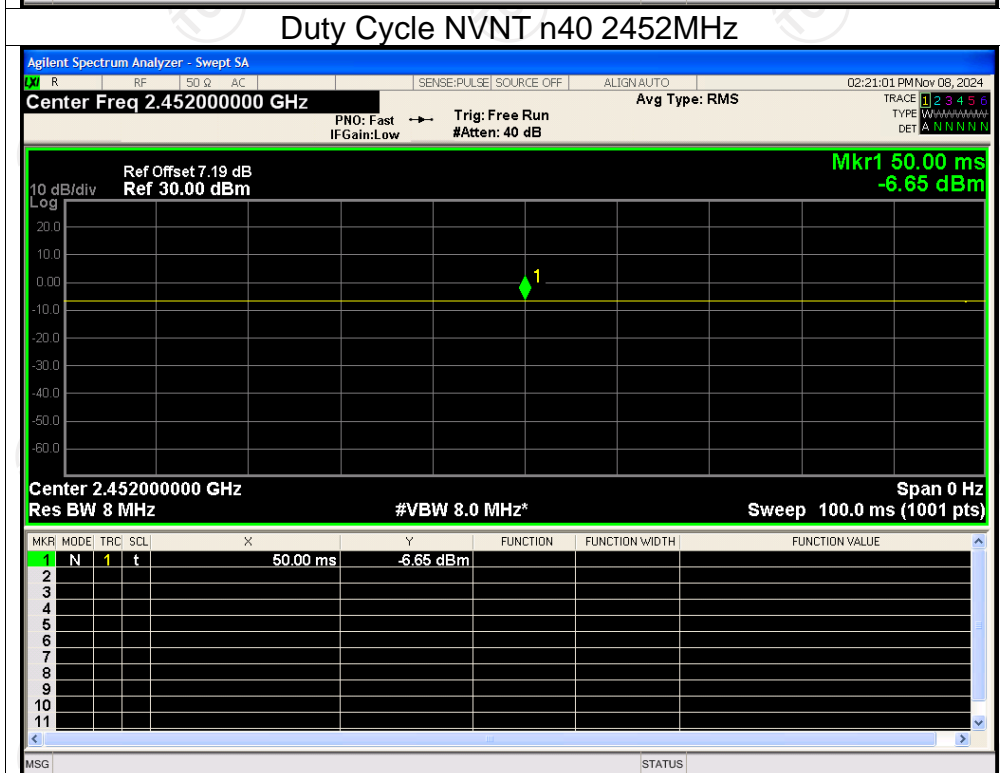 Duty Cycle NVNT n40 2452MHz
Agilent Spectrum Analyzer - Swept SA
LXI R RF 50 Ω AC SENSE:PULSE SOURCE OFF ALIGN AUTO 02:21:01 PM Nov 08, 2024
Center Freq 2.452000000 GHz Avg Type: RMS TRACE 1 2 3 4 5 6
PNO: Fast Trig: Free Run TYPE W
IFGain:Low #Atten: 40 dB DET A N N N N N
Mkr1 50.00 ms
Ref Offset 7.19 dB
10 dB/div Ref 30.00 dBm -6.65 dBm
Log
20.0
10.0
1
0.00
-10.0
-20.0
-30.0
-40.0
-50.0
-60.0
Center 2.452000000 GHz Span 0 Hz
Res BW 8 MHz #VBW 8.0 MHz* Sweep 100.0 ms (1001 pts)
MKR MODE TRC SCL X Y FUNCTION FUNCTION WIDTH FUNCTION VALUE
1 N 1 t 50.00 ms -6.65 dBm
2
3
4
5
6
7
8
9
10
11
MSG STATUS